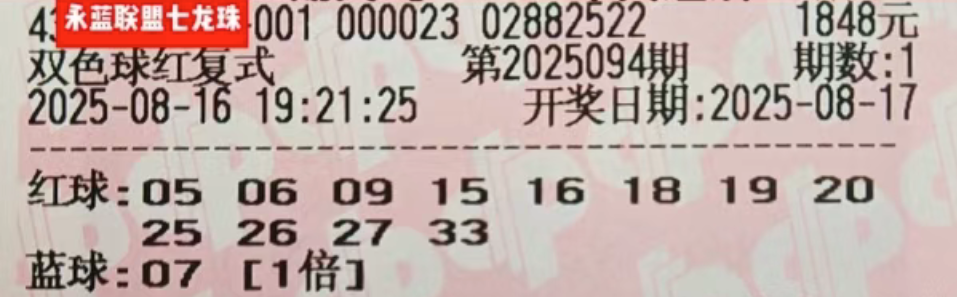 永蓝联盟七龙珠
43 -001 000023 02882522 1848元
双色球红复式 第2025094期 期数:1
2025-08-16 19:21:25 开奖日期:2025-08-17
红球:05 06 09 15 16 18 19 20
25 26 27 33
蓝球:07 [1倍]